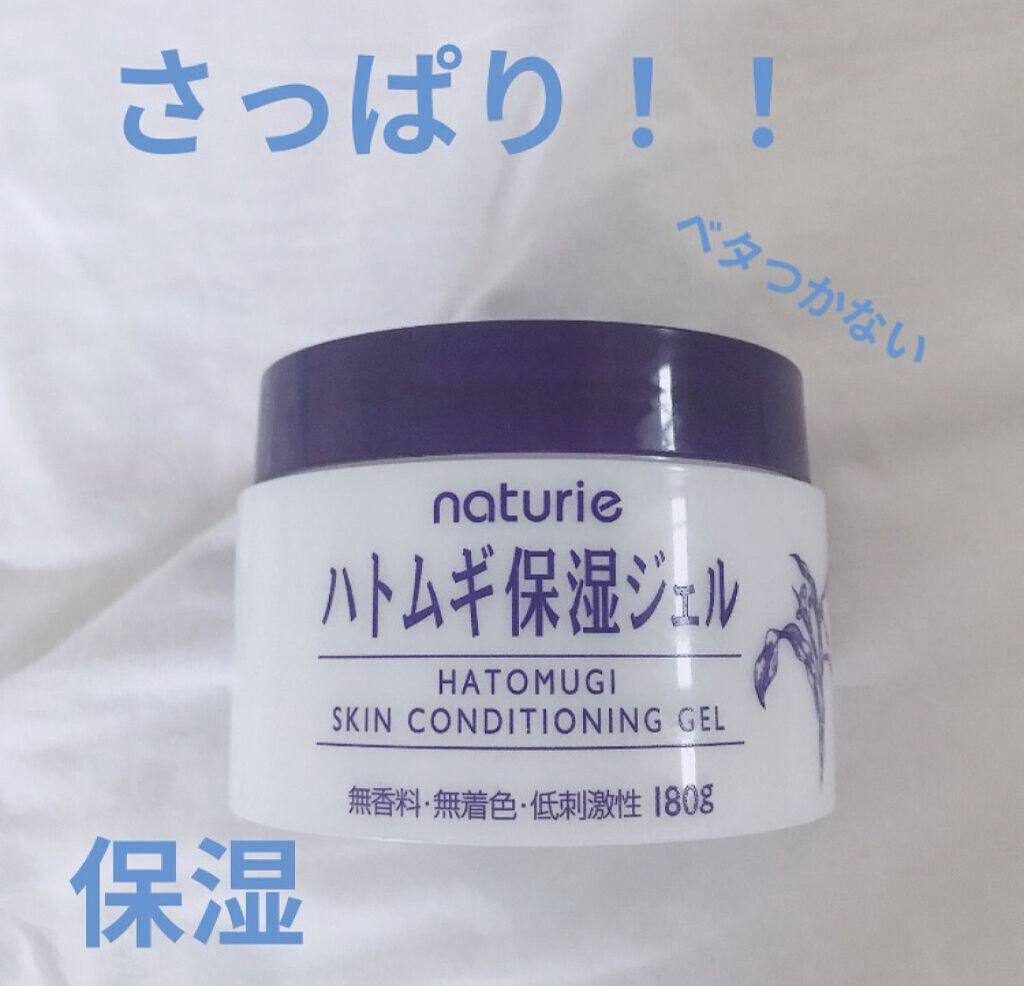 さっぱり！！
ベタつかない
naturie
ハトムギ保湿ジェル
HATOMUGI
SKIN CONDITIONING GEL
無香料・無着色・低刺激性 180g
保湿